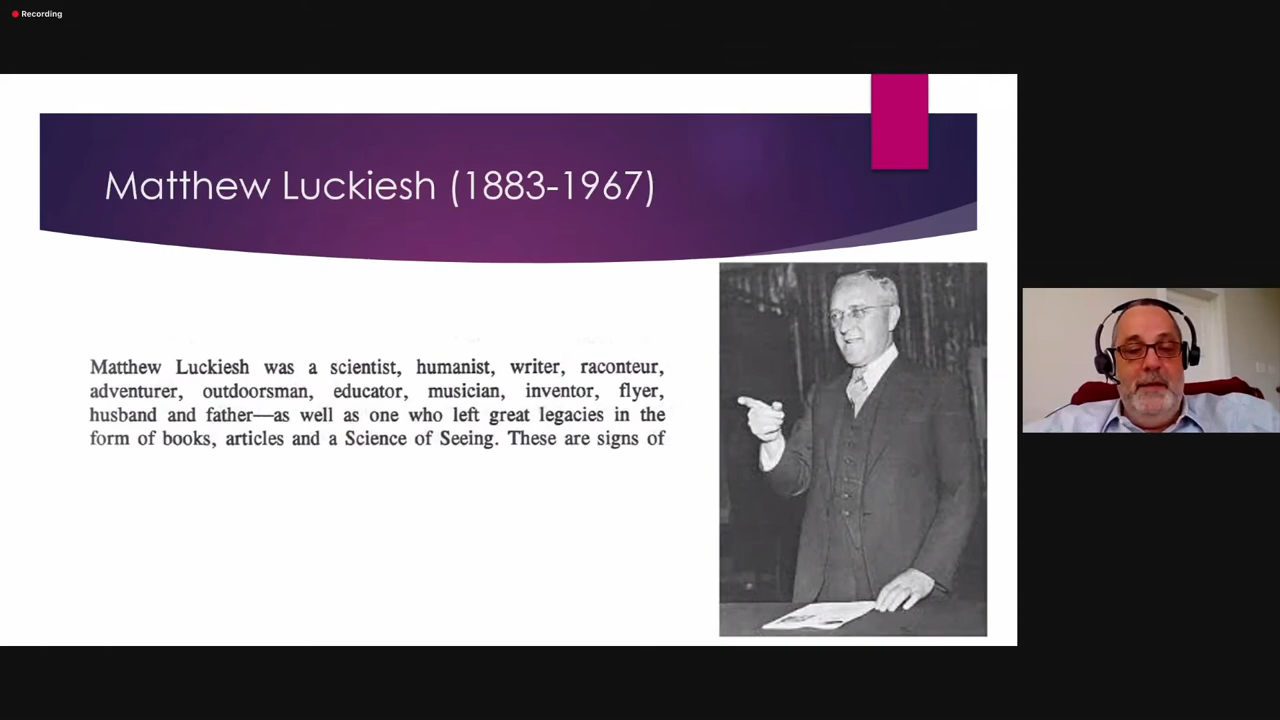 Recording
Matthew Luckiesh (1883-1967)
Matthew Luckiesh was a scientist, humanist, writer, raconteur,
adventurer, outdoorsman, educator, musician, inventor, flyer,
husband and father—as well as one who left great legacies in the
form of books, articles and a Science of Seeing. These are signs of